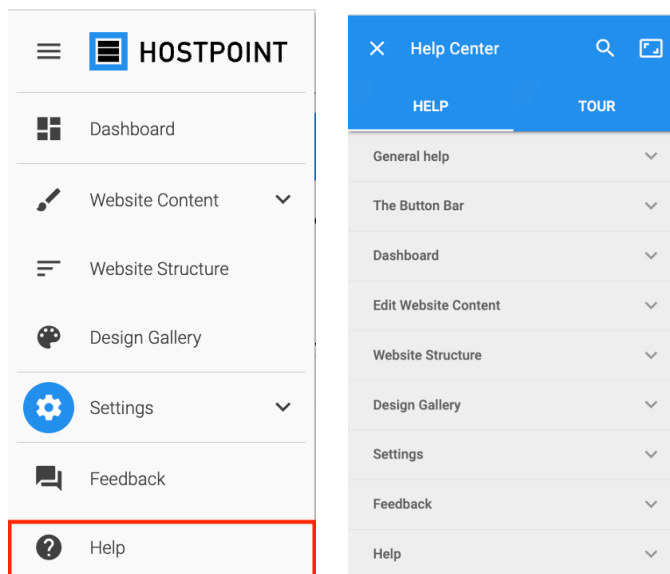 HOSTPOINT
Dashboard
Website Content
Website Structure
Design Gallery
Settings
Feedback
Help
Help Center
HELP
TOUR
General help
The Button Bar
Dashboard
Edit Website Content
Website Structure
Design Gallery
Settings
Feedback
Help